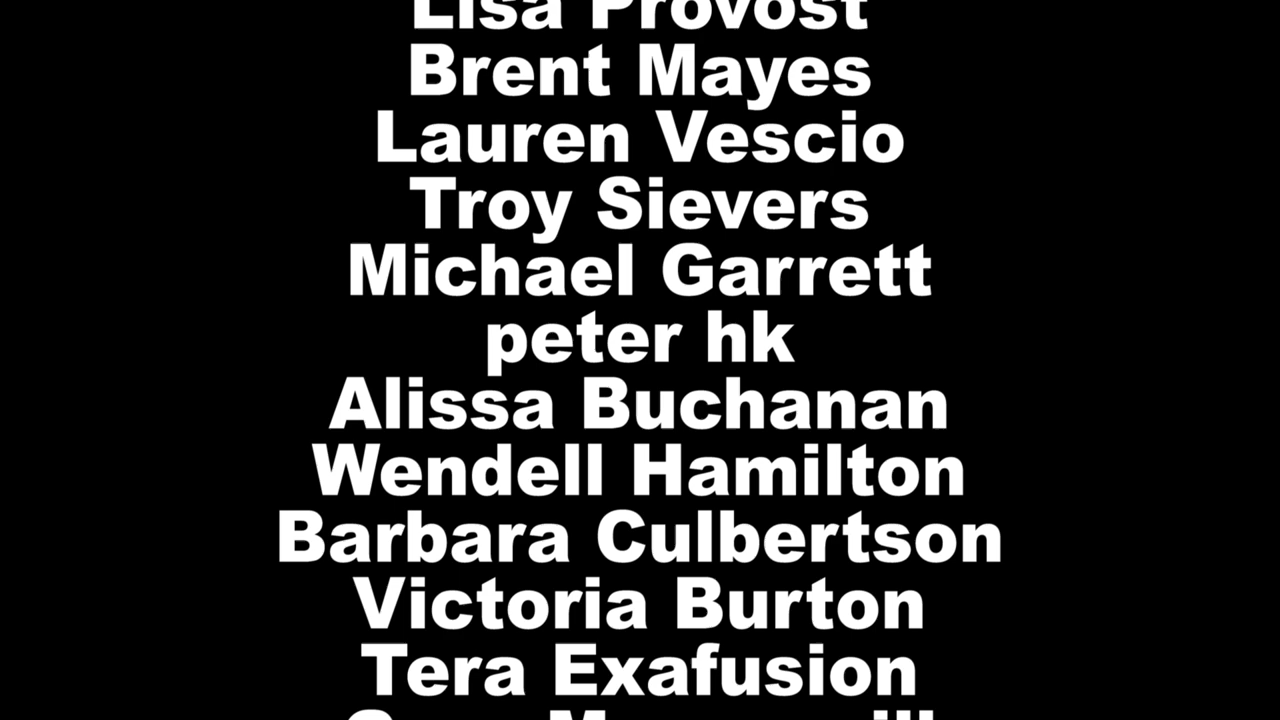 Lisa Provost
Brent Mayes
Lauren Vescio
Troy Sievers
Michael Garrett
peter hk
Alissa Buchanan
Wendell Hamilton
Barbara Culbertson
Victoria Burton
Tera Exafusion